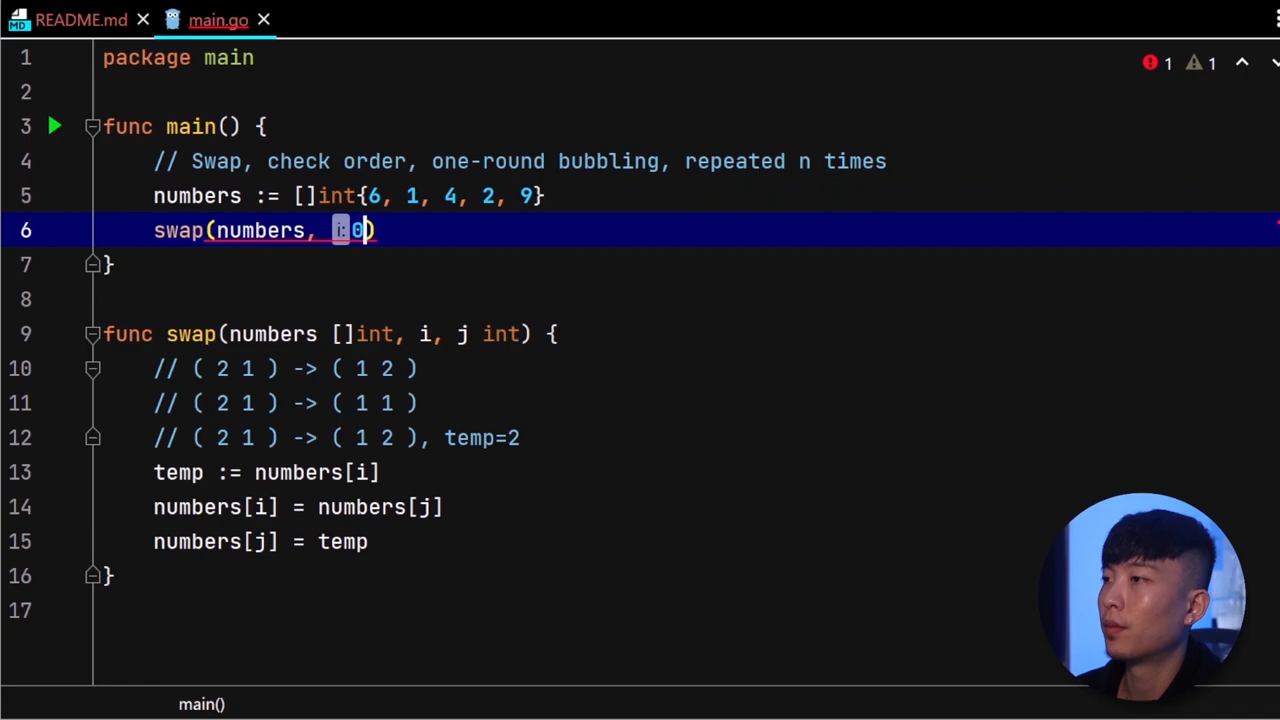 MD README.md main.go
1 package main 1 1
2
3 func main() {
4 // Swap, check order, one-round bubbling, repeated n times
5 numbers := []int{6, 1, 4, 2, 9}
6 swap(numbers, i: 0)
7 }
8
9 func swap(numbers []int, i, j int) {
10 // ( 2 1 ) -> ( 1 2 )
11 // ( 2 1 ) -> ( 1 1 )
12 // ( 2 1 ) -> ( 1 2 ), temp=2
13 temp := numbers[i]
14 numbers[i] = numbers[j]
15 numbers[j] = temp
16 }
17
main()